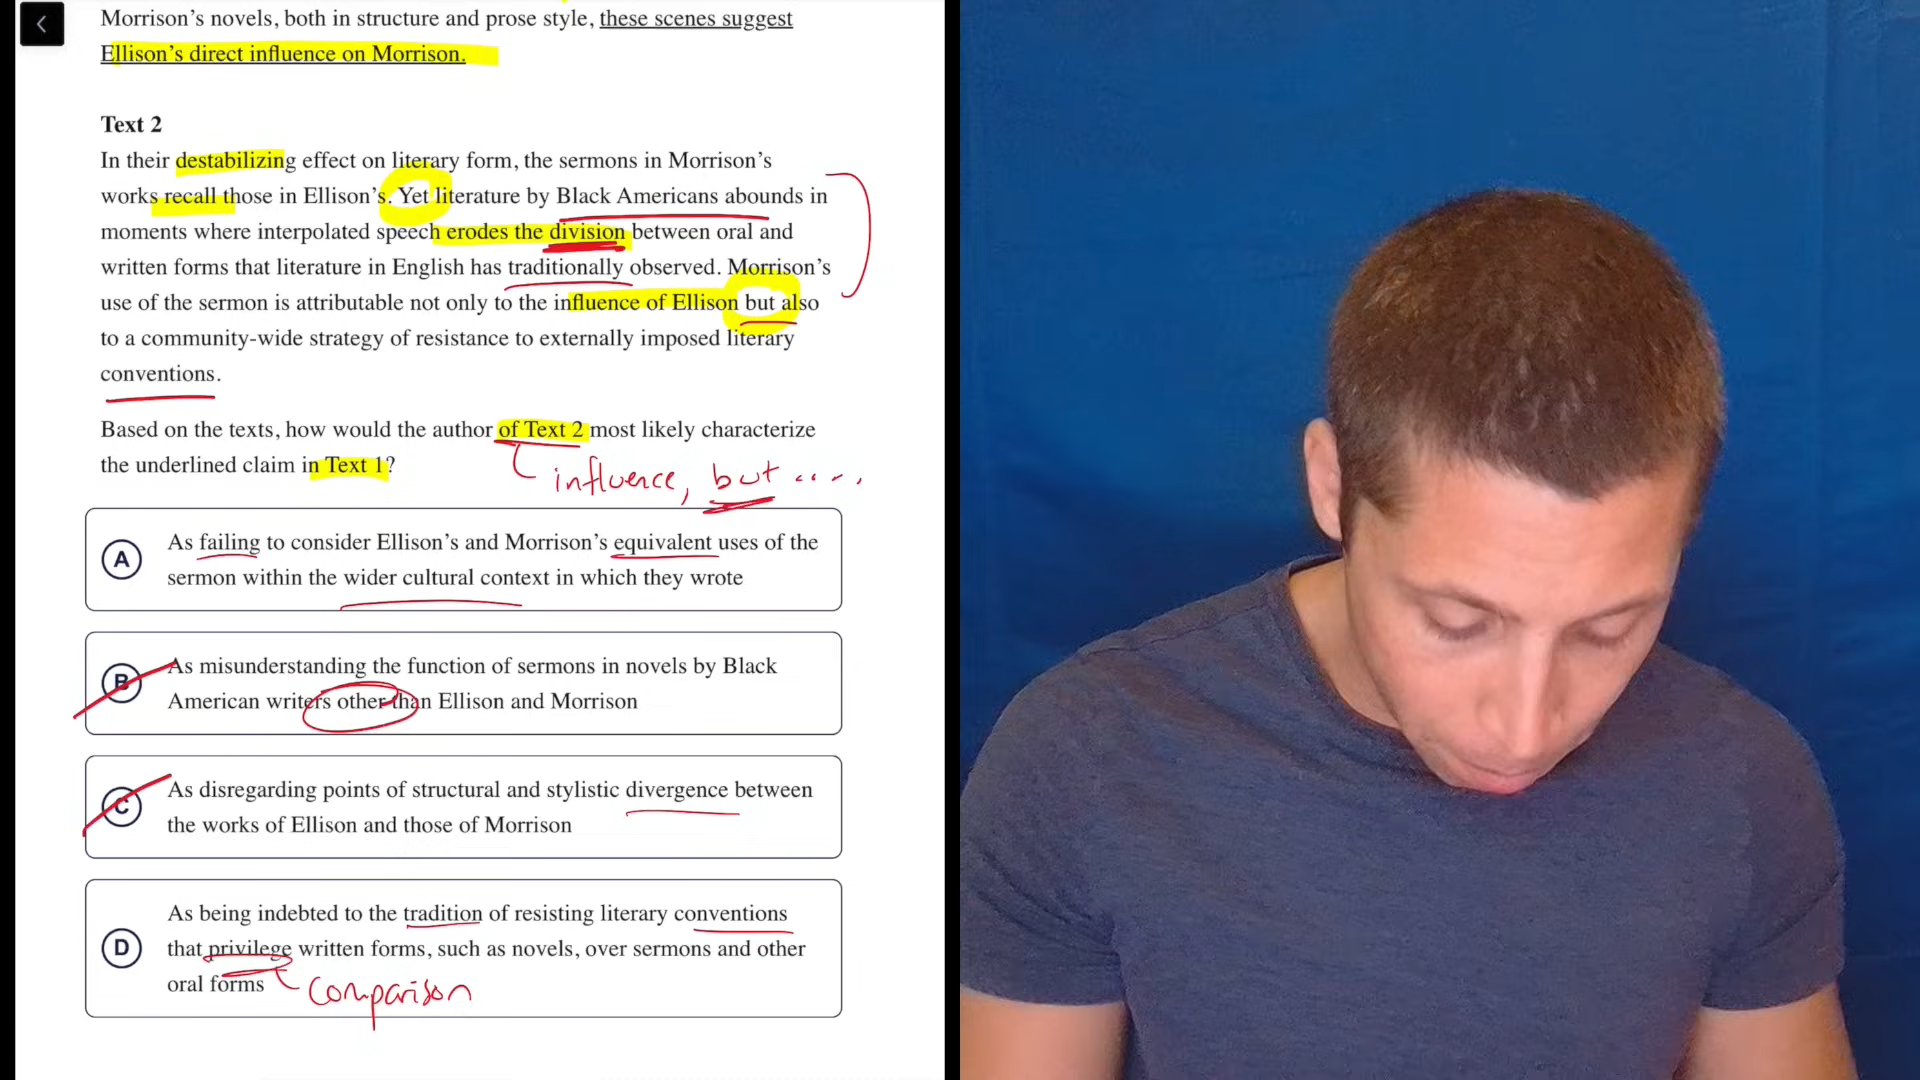 Morrison’s novels, both in structure and prose style, these scenes suggest
Ellison’s direct influence on Morrison.
Text 2
In their destabilizing effect on literary form, the sermons in Morrison’s
works recall those in Ellison’s. Yet literature by Black Americans abounds in
moments where interpolated speech erodes the division between oral and
written forms that literature in English has traditionally observed. Morrison’s
use of the sermon is attributable not only to the influence of Ellison but also
to a community-wide strategy of resistance to externally imposed literary
conventions.
Based on the texts, how would the author of Text 2 most likely characterize
the underlined claim in Text 1?
influence, but ....
A
As failing to consider Ellison’s and Morrison’s equivalent uses of the
sermon within the wider cultural context in which they wrote
B
As misunderstanding the function of sermons in novels by Black
American writers other than Ellison and Morrison
C
As disregarding points of structural and stylistic divergence between
the works of Ellison and those of Morrison
D
As being indebted to the tradition of resisting literary conventions
that privilege written forms, such as novels, over sermons and other
oral forms
comparison